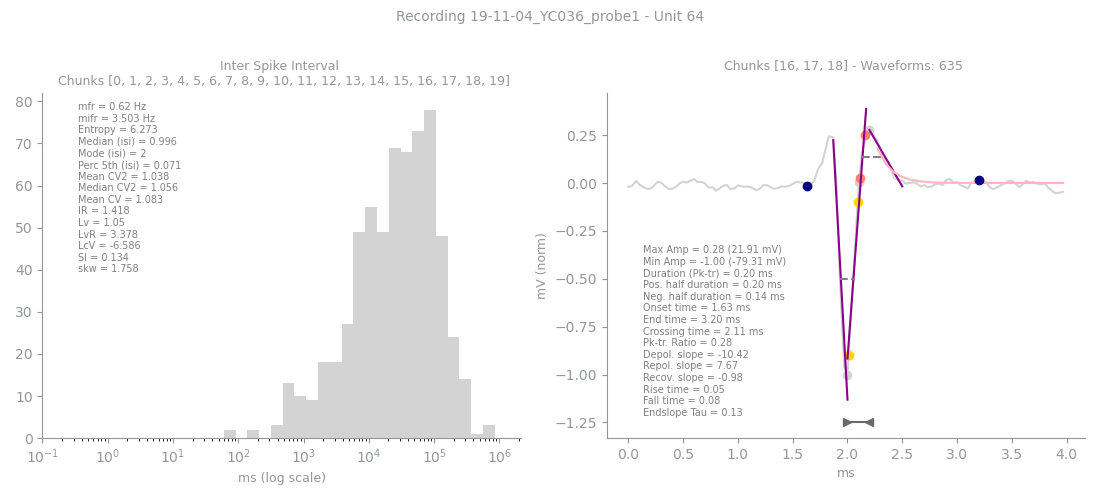 Recording 19-11-04_YC036_probe1 - Unit 64
Inter Spike Interval
Chunks [0, 1, 2, 3, 4, 5, 6, 7, 8, 9, 10, 11, 12, 13, 14, 15, 16, 17, 18, 19]
80
70
60
50
40
30
20
10
0
mfr = 0.62 Hz
mifr = 3.503 Hz
Entropy = 6.273
Median (isi) = 0.996
Mode (isi) = 2
Perc 5th (isi) = 0.071
Mean CV2 = 1.038
Median CV2 = 1.056
Mean CV = 1.083
IR = 1.418
Lv = 1.05
LvR = 3.378
LcV = -6.586
SI = 0.134
skw = 1.758
10⁻¹ 10⁰ 10¹ 10² 10³ 10⁴ 10⁵ 10⁶
ms (log scale)
Chunks [16, 17, 18] - Waveforms: 635
mV (norm)
0.25
0.00
−0.25
−0.50
−0.75
−1.00
−1.25
Max Amp = 0.28 (21.91 mV)
Min Amp = -1.00 (-79.31 mV)
Duration (Pk-tr) = 0.20 ms
Pos. half duration = 0.20 ms
Neg. half duration = 0.14 ms
Onset time = 1.63 ms
End time = 3.20 ms
Crossing time = 2.11 ms
Pk-tr. Ratio = 0.28
Depol. slope = -10.42
Repol. slope = 7.67
Recov. slope = -0.98
Rise time = 0.05
Fall time = 0.08
Endslope Tau = 0.13
0.0 0.5 1.0 1.5 2.0 2.5 3.0 3.5 4.0
ms